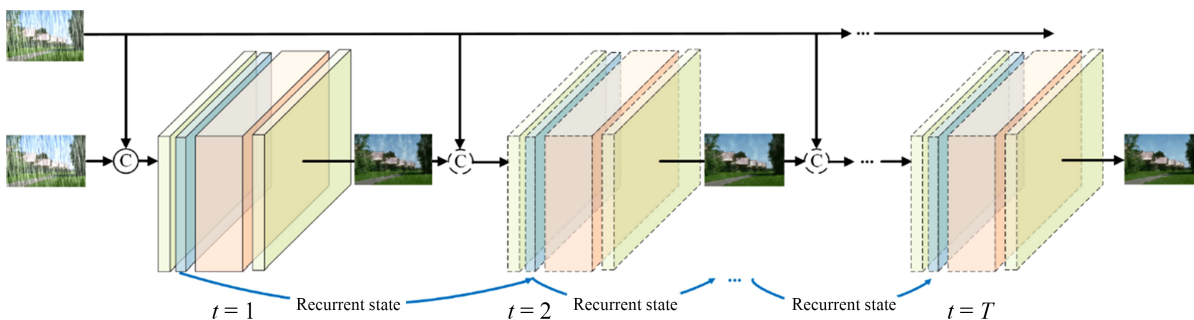 ...
C
C
C
...
...
Recurrent state
Recurrent state
Recurrent state
t = 1
t = 2
t = T